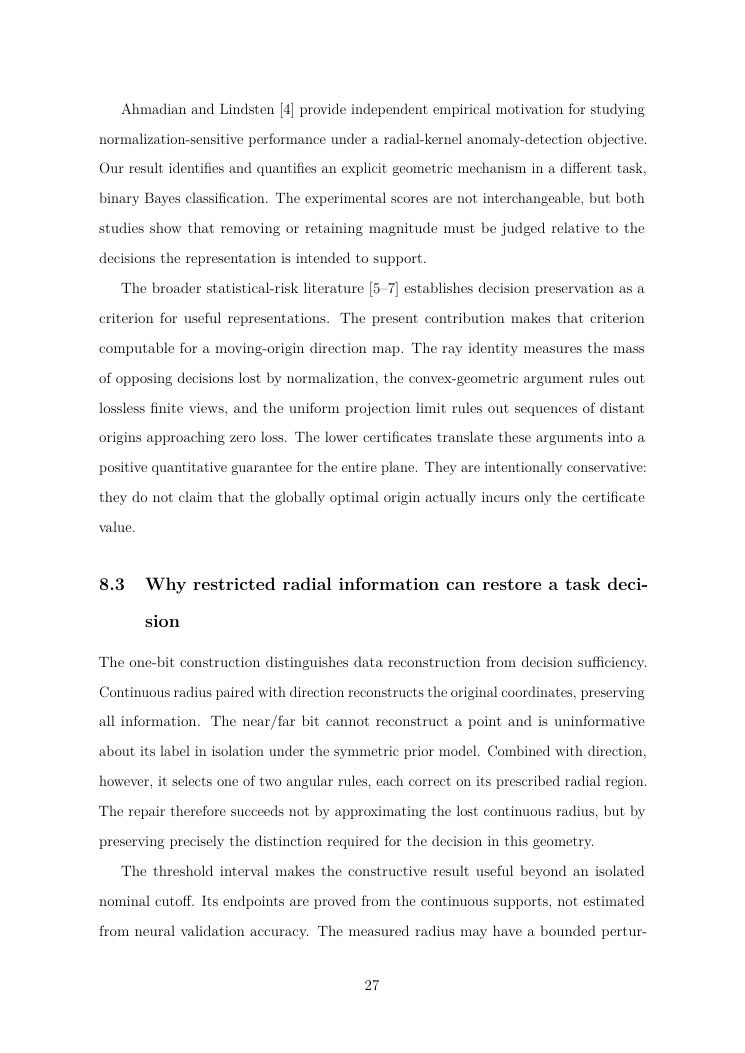 Ahmadian and Lindsten [4] provide independent empirical motivation for studying
normalization-sensitive performance under a radial-kernel anomaly-detection objective.
Our result identifies and quantifies an explicit geometric mechanism in a different task,
binary Bayes classification. The experimental scores are not interchangeable, but both
studies show that removing or retaining magnitude must be judged relative to the
decisions the representation is intended to support.
The broader statistical-risk literature [5–7] establishes decision preservation as a
criterion for useful representations. The present contribution makes that criterion
computable for a moving-origin direction map. The ray identity measures the mass
of opposing decisions lost by normalization, the convex-geometric argument rules out
lossless finite views, and the uniform projection limit rules out sequences of distant
origins approaching zero loss. The lower certificates translate these arguments into a
positive quantitative guarantee for the entire plane. They are intentionally conservative:
they do not claim that the globally optimal origin actually incurs only the certificate
value.
8.3 Why restricted radial information can restore a task deci-
sion
The one-bit construction distinguishes data reconstruction from decision sufficiency.
Continuous radius paired with direction reconstructs the original coordinates, preserving
all information. The near/far bit cannot reconstruct a point and is uninformative
about its label in isolation under the symmetric prior model. Combined with direction,
however, it selects one of two angular rules, each correct on its prescribed radial region.
The repair therefore succeeds not by approximating the lost continuous radius, but by
preserving precisely the distinction required for the decision in this geometry.
The threshold interval makes the constructive result useful beyond an isolated
nominal cutoff. Its endpoints are proved from the continuous supports, not estimated
from neural validation accuracy. The measured radius may have a bounded pertur-
27